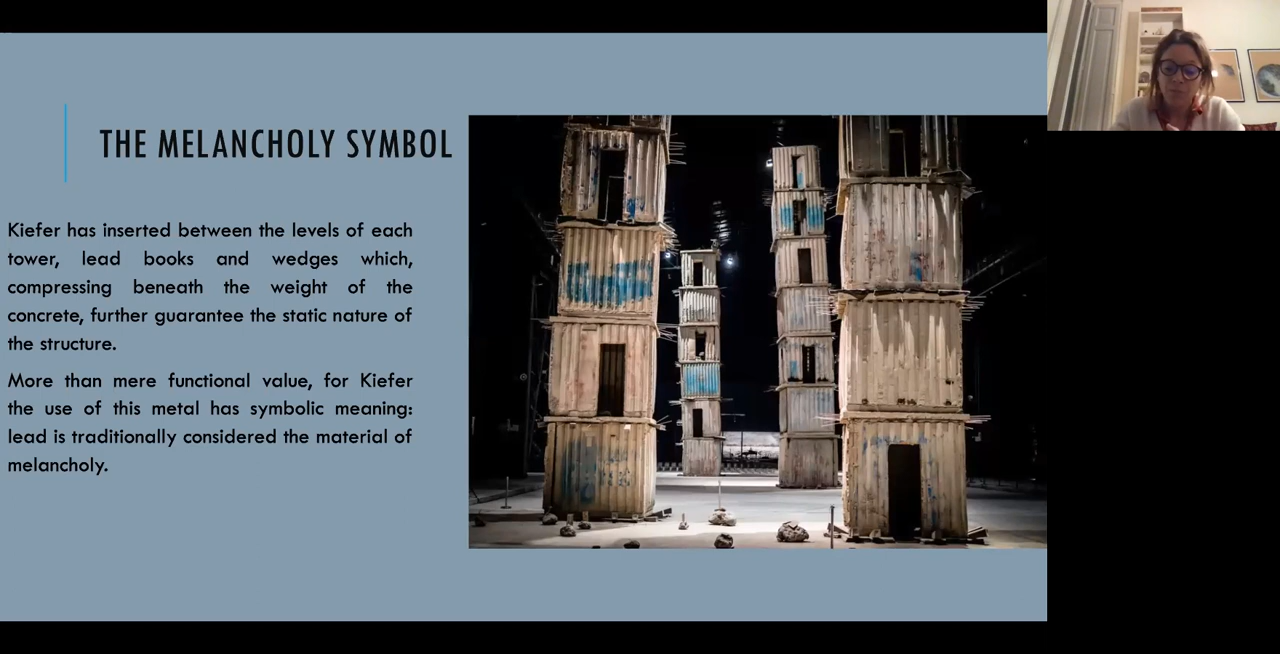 THE MELANCHOLY SYMBOL
Kiefer has inserted between the levels of each
tower, lead books and wedges which,
compressing beneath the weight of the
concrete, further guarantee the static nature of
the structure.
More than mere functional value, for Kiefer
the use of this metal has symbolic meaning:
lead is traditionally considered the material of
melancholy.